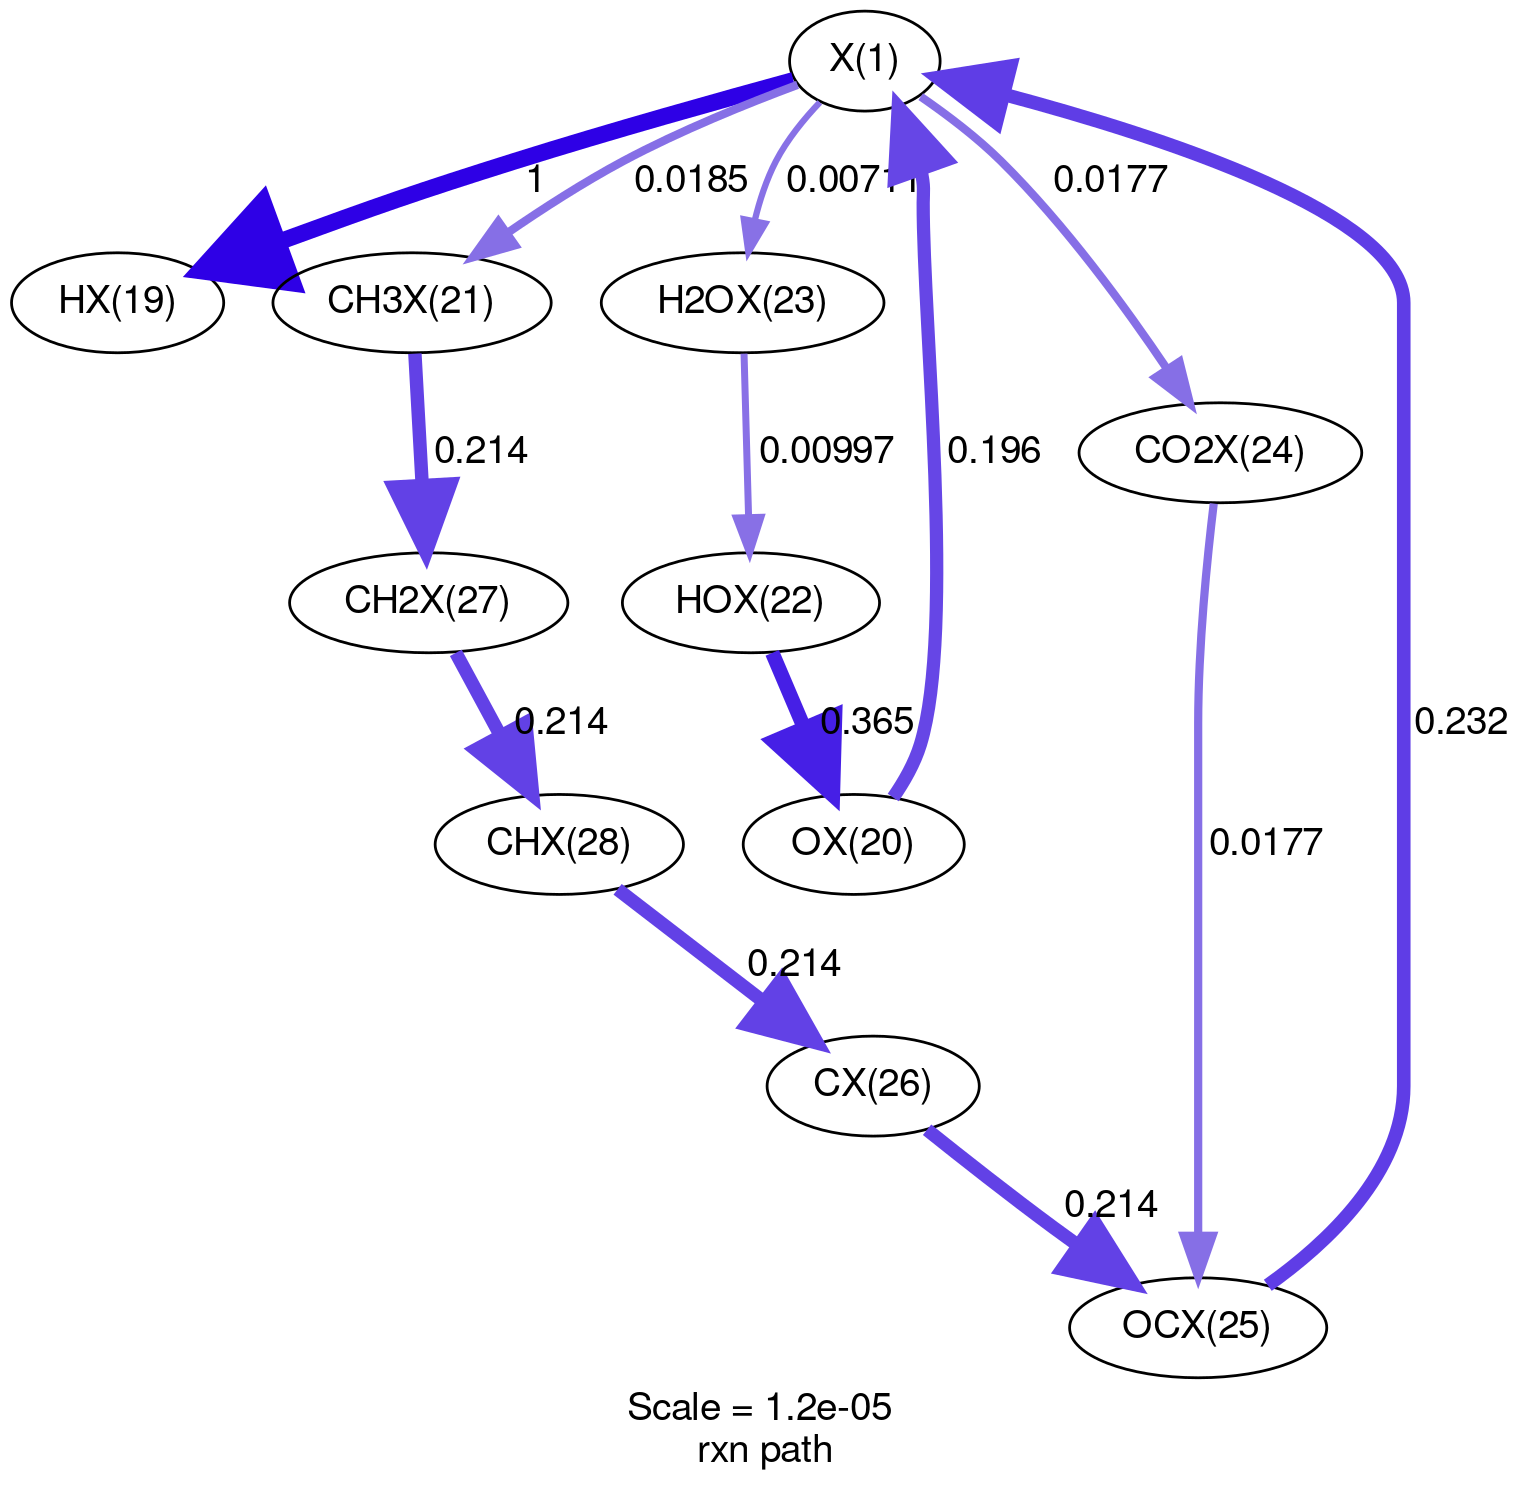 X(1)
1
0.0185
0.00711
0.0177
HX(19)
CH3X(21)
H2OX(23)
0.214
0.00997
0.196
CO2X(24)
CH2X(27)
HOX(22)
0.214
0.365
0.232
CHX(28)
OX(20)
0.0177
0.214
CX(26)
0.214
OCX(25)
Scale = 1.2e-05
rxn path